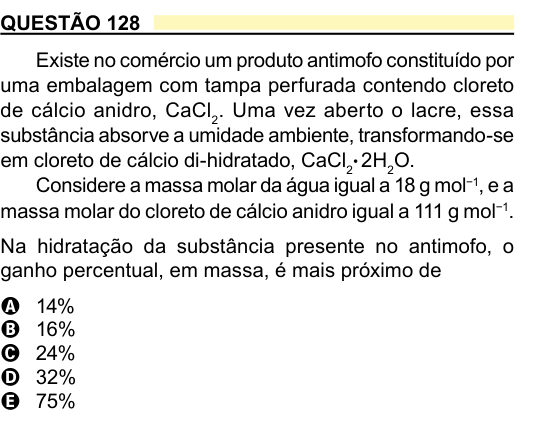 QUESTÃO 128
Existe no comércio um produto antimofo constituído por
uma embalagem com tampa perfurada contendo cloreto
de cálcio anidro, CaCl₂. Uma vez aberto o lacre, essa
substância absorve a umidade ambiente, transformando-se
em cloreto de cálcio di-hidratado, CaCl₂·2H₂O.
Considere a massa molar da água igual a 18 g mol⁻¹, e a
massa molar do cloreto de cálcio anidro igual a 111 g mol⁻¹.
Na hidratação da substância presente no antimofo, o
ganho percentual, em massa, é mais próximo de
A 14%
B 16%
C 24%
D 32%
E 75%